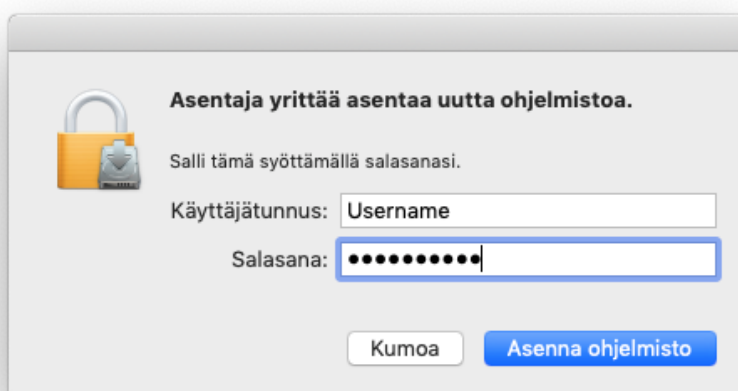 Asentaja yrittää asentaa uutta ohjelmistoa.
Salli tämä syöttämällä salasanasi.
Käyttäjätunnus: Username
Salasana: ••••••••••
Kumoa Asenna ohjelmisto